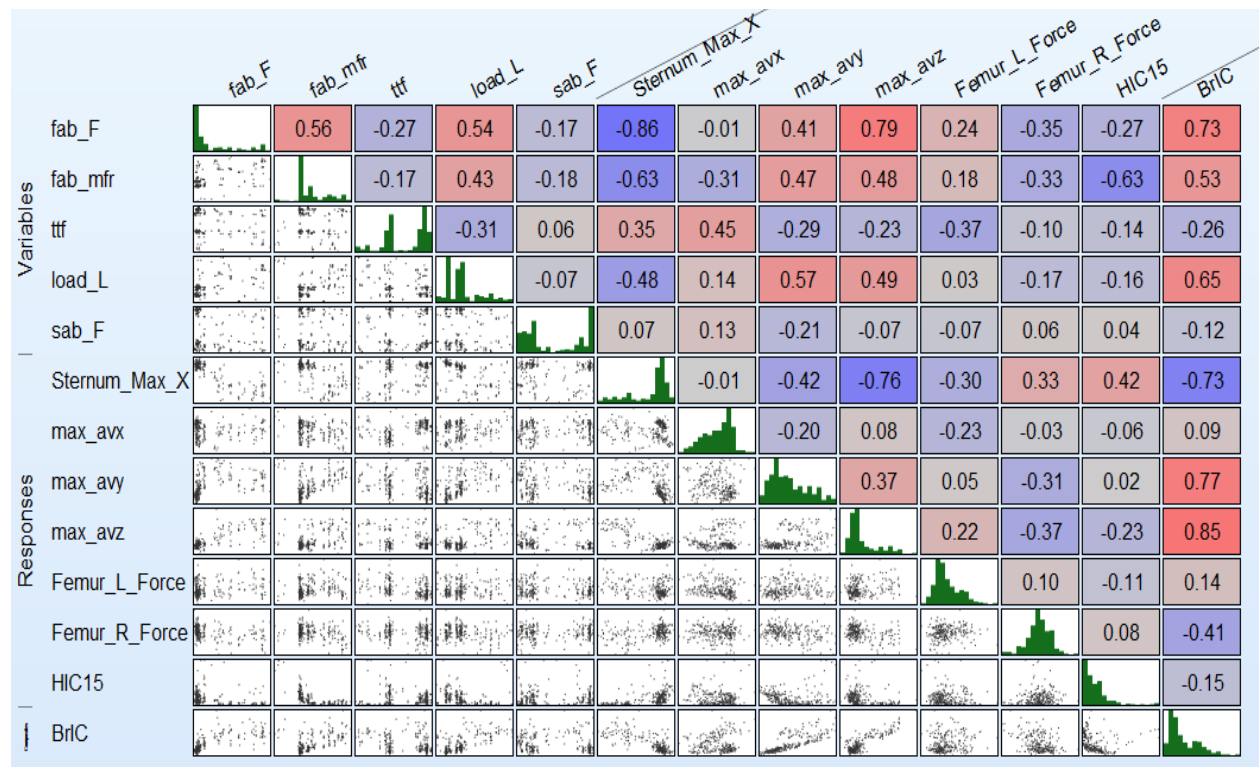 fab_F fab_mfr ttf load_L sab_F Sternum_Max_X max_avx max_avy max_avz Femur_L_Force Femur_R_Force HIC15 BrIC
Variables
fab_F 0.56 -0.27 0.54 -0.17 -0.86 -0.01 0.41 0.79 0.24 -0.35 -0.27 0.73
fab_mfr -0.17 0.43 -0.18 -0.63 -0.31 0.47 0.48 0.18 -0.33 -0.63 0.53
ttf -0.31 0.06 0.35 0.45 -0.29 -0.23 -0.37 -0.10 -0.14 -0.26
load_L -0.07 -0.48 0.14 0.57 0.49 0.03 -0.17 -0.16 0.65
sab_F 0.07 0.13 -0.21 -0.07 -0.07 0.06 0.04 -0.12
Responses
Sternum_Max_X -0.01 -0.42 -0.76 -0.30 0.33 0.42 -0.73
max_avx -0.20 0.08 -0.23 -0.03 -0.06 0.09
max_avy 0.37 0.05 -0.31 0.02 0.77
max_avz 0.22 -0.37 -0.23 0.85
Femur_L_Force 0.10 -0.11 0.14
Femur_R_Force 0.08 -0.41
HIC15 -0.15
BrIC